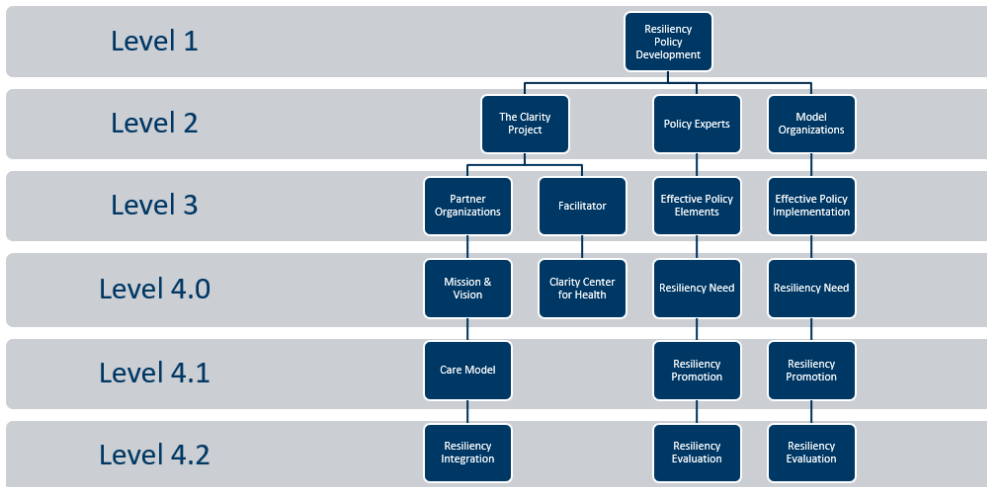 Level 1
Resiliency
Policy
Development
Level 2
The Clarity
Project
Policy Experts
Model
Organizations
Level 3
Partner
Organizations
Facilitator
Effective Policy
Elements
Effective Policy
Implementation
Level 4.0
Mission &
Vision
Clarity Center
for Health
Resiliency Need
Resiliency Need
Level 4.1
Care Model
Resiliency
Promotion
Resiliency
Promotion
Level 4.2
Resiliency
Integration
Resiliency
Evaluation
Resiliency
Evaluation